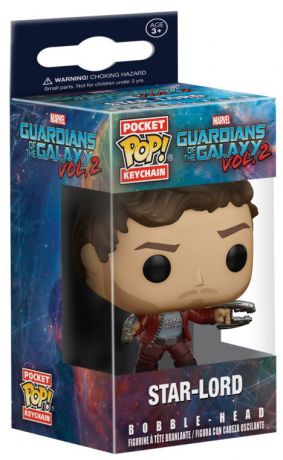 AGE
3+
WARNING: CHOKING HAZARD
Small parts. Not for children under 3 yrs.
POCKET
POP!
KEYCHAIN
MARVEL
GUARDIANS
OF THE
GALAXY
VOL. 2
MARVEL
GUARDIANS
OF THE
GALAXY
VOL. 2
STAR-LORD
BOBBLE-HEAD
FIGURINE À TÊTE BRANLANTE / FIGURA CON CABEZA OSCILANTE
POCKET
POP!
KEYCHAIN